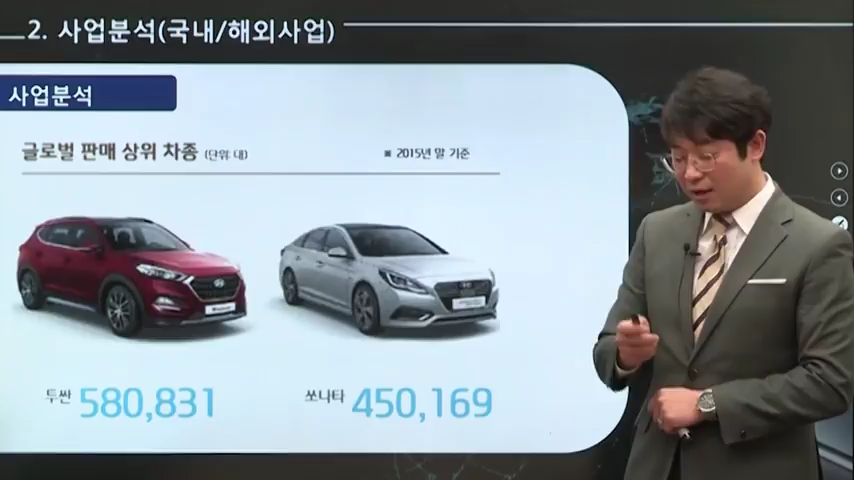 2. 사업분석(국내/해외사업)
사업분석
글로벌 판매 상위 차종 (단위 대)
▣ 2015년 말 기준
투싼 580,831
쏘나타 450,169